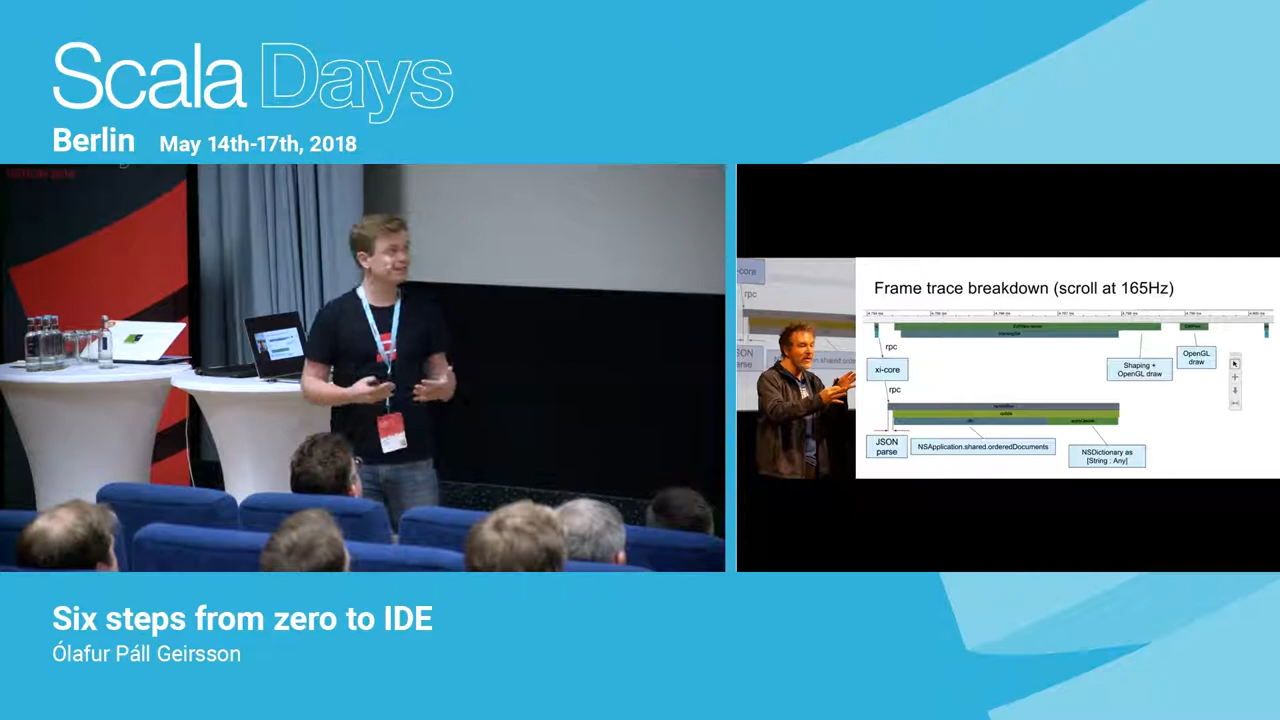 Scala Days
Berlin May 14th-17th, 2018
-core
rpc
Frame trace breakdown (scroll at 165Hz)
rpc
xi-core
rpc
Shaping +
OpenGL draw
OpenGL
draw
JSON
parse
NSApplication.shared.orderedDocuments
NSDictionary as
[String : Any]
Six steps from zero to IDE
Ólafur Páll Geirsson